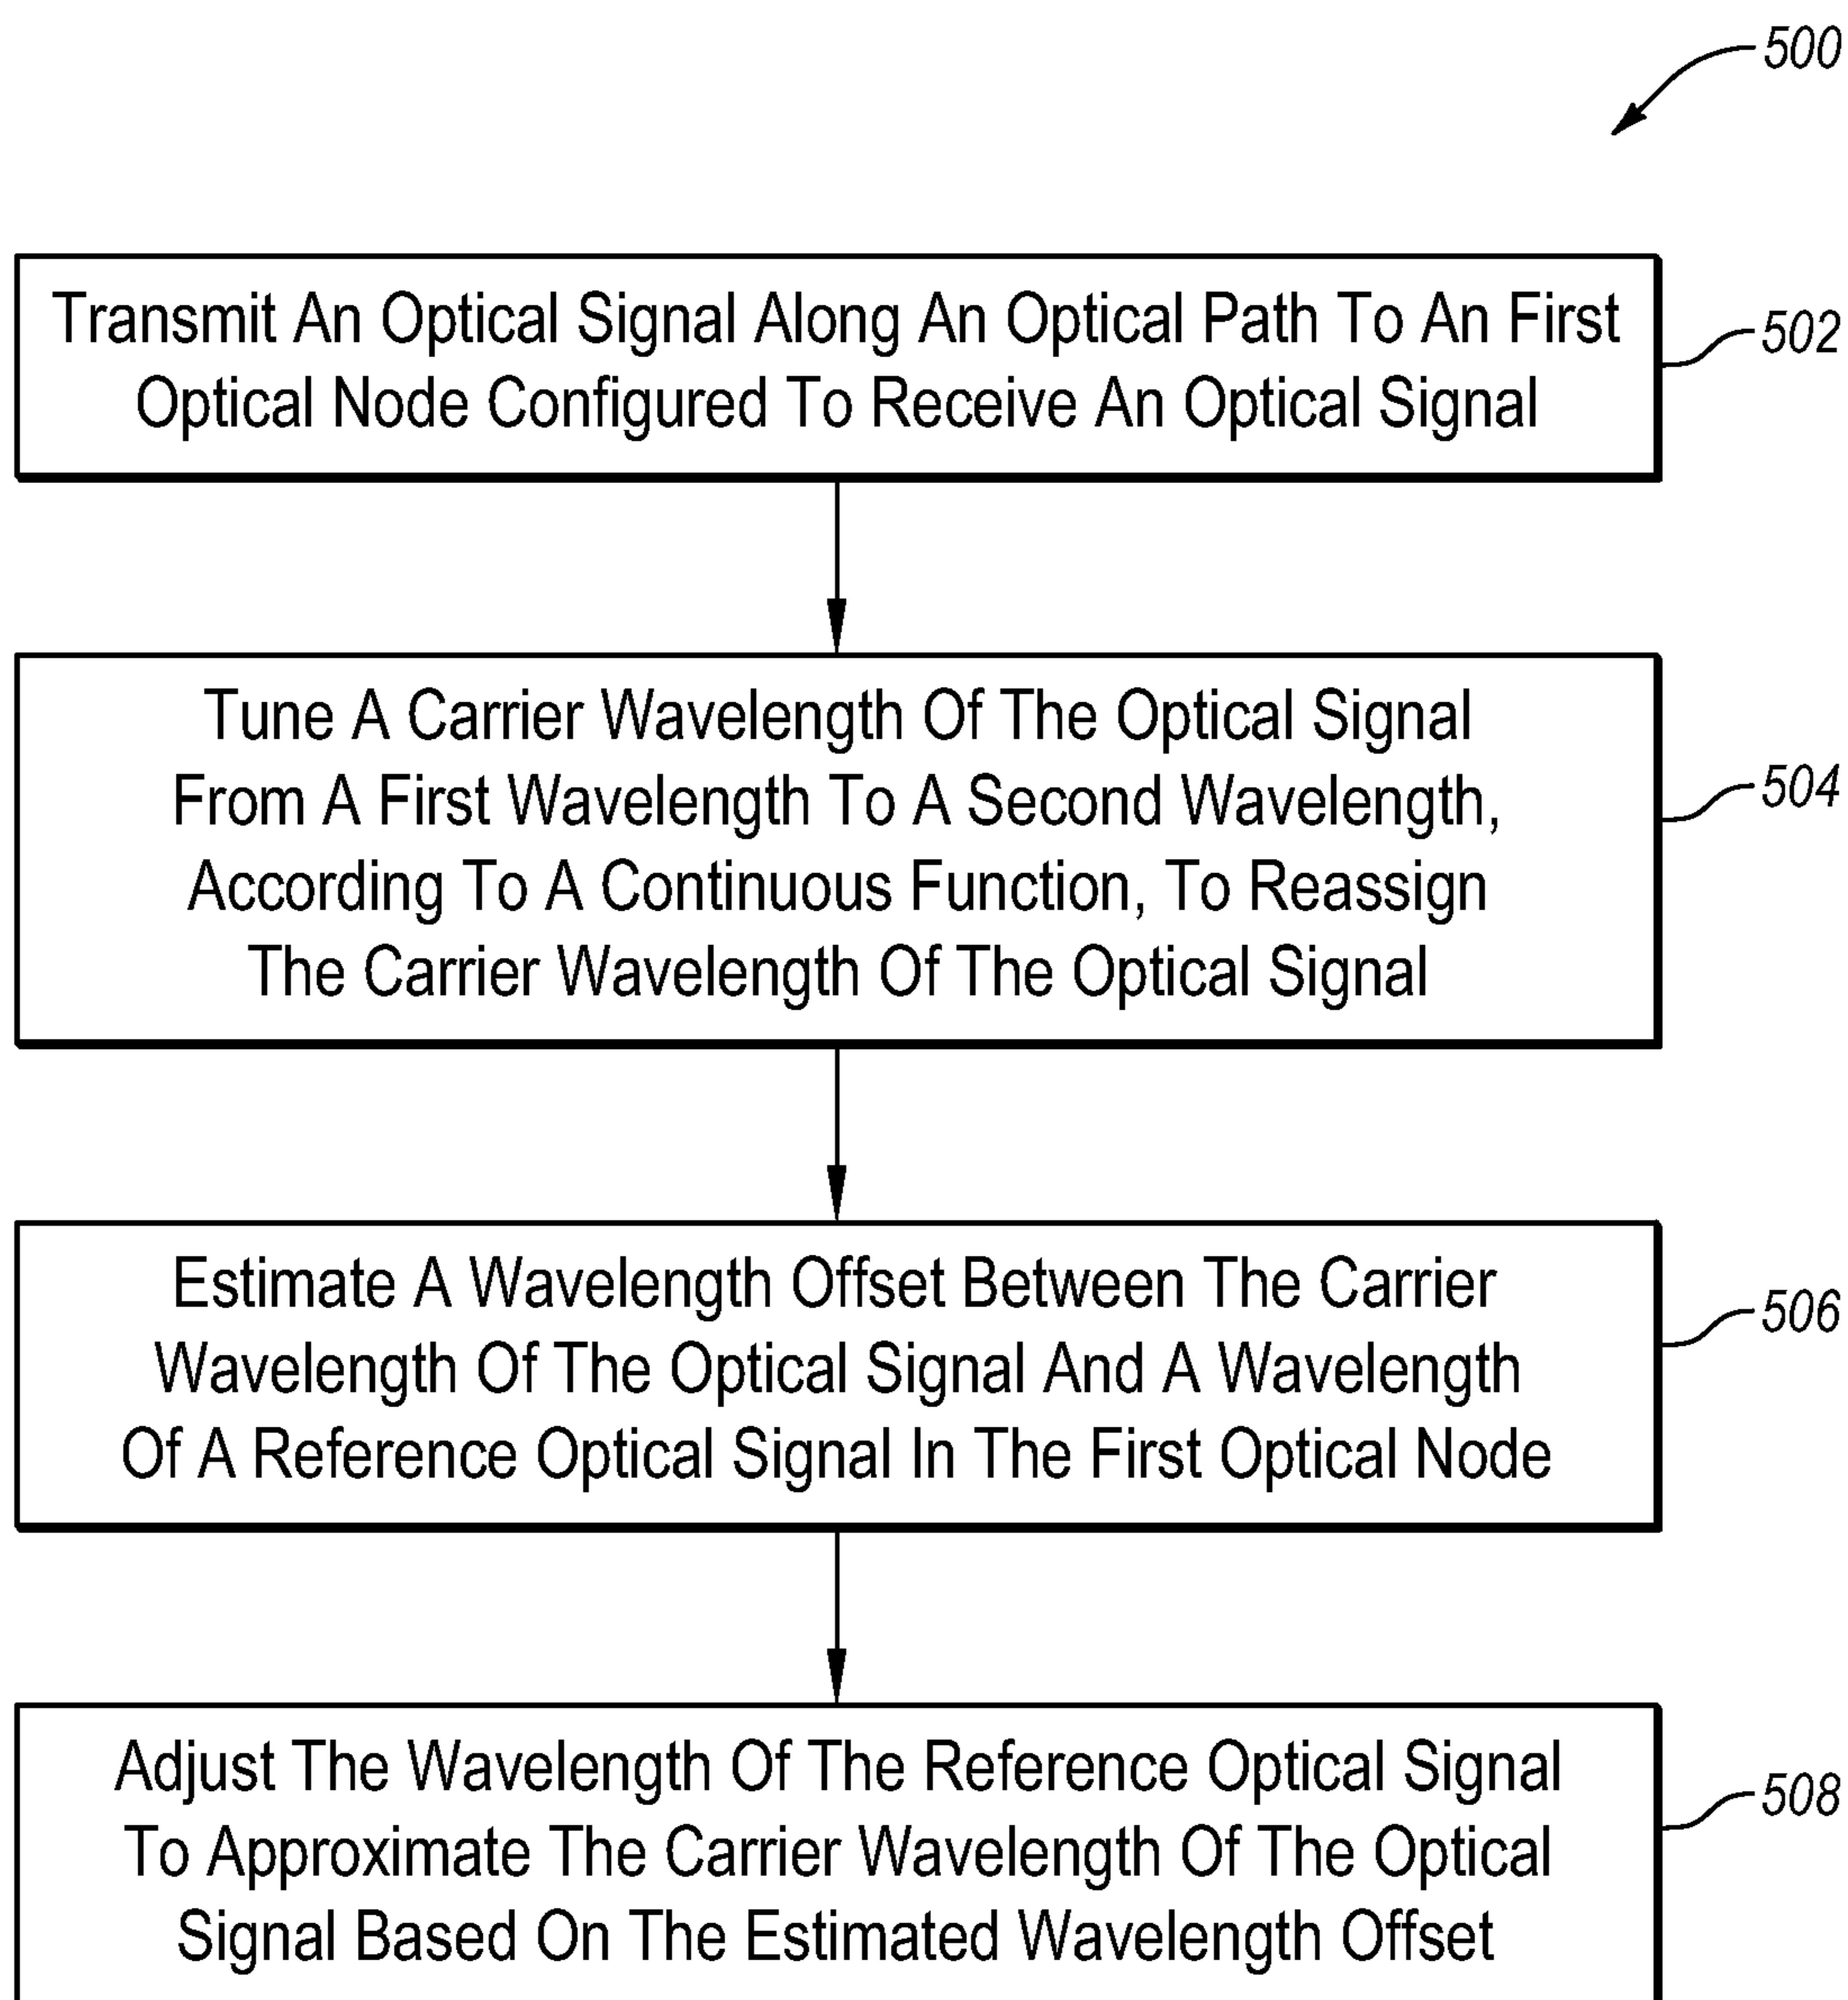 500
Transmit An Optical Signal Along An Optical Path To An First
Optical Node Configured To Receive An Optical Signal
502
Tune A Carrier Wavelength Of The Optical Signal
From A First Wavelength To A Second Wavelength,
According To A Continuous Function, To Reassign
The Carrier Wavelength Of The Optical Signal
504
Estimate A Wavelength Offset Between The Carrier
Wavelength Of The Optical Signal And A Wavelength
Of A Reference Optical Signal In The First Optical Node
506
Adjust The Wavelength Of The Reference Optical Signal
To Approximate The Carrier Wavelength Of The Optical
Signal Based On The Estimated Wavelength Offset
508